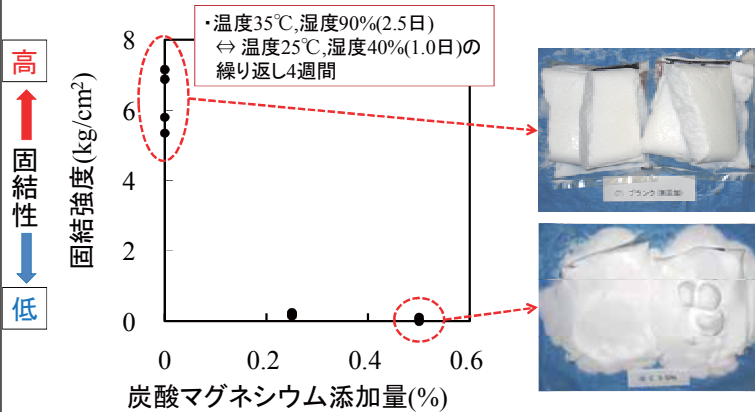 高
固結性
低
固結強度(kg/cm²)
8
6
4
2
0
0
0.2
0.4
0.6
炭酸マグネシウム添加量(%)
・温度35℃,湿度90%(2.5日)
⇔ 温度25℃,湿度40%(1.0日)の
繰り返し4週間
ブランク